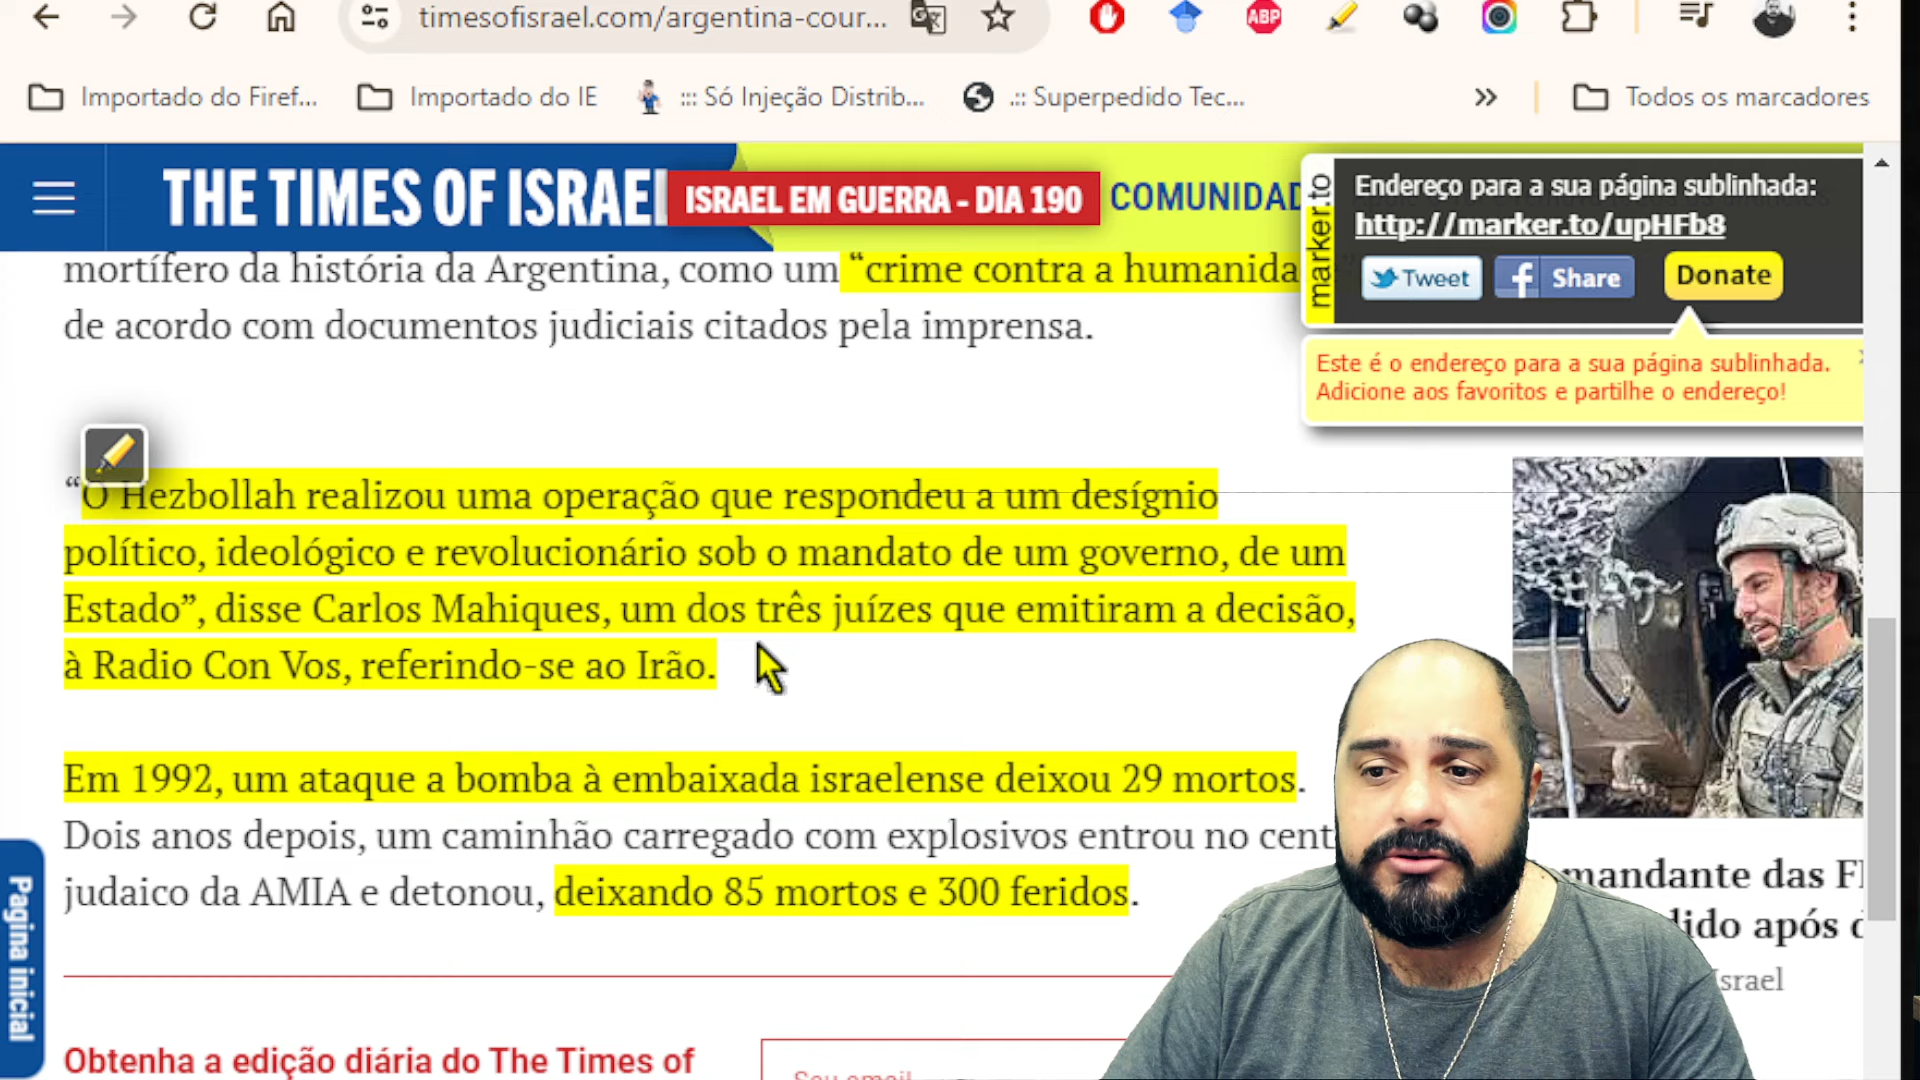 timesofisrael.com/argentina-cour...
ABP
Importado do Firef...
Importado do IE
::: Só Injeção Distrib...
.:: Superpedido Tec...
Todos os marcadores
THE TIMES OF ISRAEL
ISRAEL EM GUERRA - DIA 190
COMUNIDAD
marker.to
Endereço para a sua página sublinhada:
http://marker.to/upHFb8
Tweet
Share
Donate
Este é o endereço para a sua página sublinhada.
Adicione aos favoritos e partilhe o endereço!
mortífero da história da Argentina, como um “crime contra a humanida
de acordo com documentos judiciais citados pela imprensa.
“O Hezbollah realizou uma operação que respondeu a um desígnio
político, ideológico e revolucionário sob o mandato de um governo, de um
Estado”, disse Carlos Mahiques, um dos três juízes que emitiram a decisão,
à Radio Con Vos, referindo-se ao Irão.
Em 1992, um ataque a bomba à embaixada israelense deixou 29 mortos.
Dois anos depois, um caminhão carregado com explosivos entrou no cent
judaico da AMIA e detonou, deixando 85 mortos e 300 feridos.
mandante das F
dido após d
Israel
Pagina inicial
Obtenha a edição diária do The Times of
Seu email